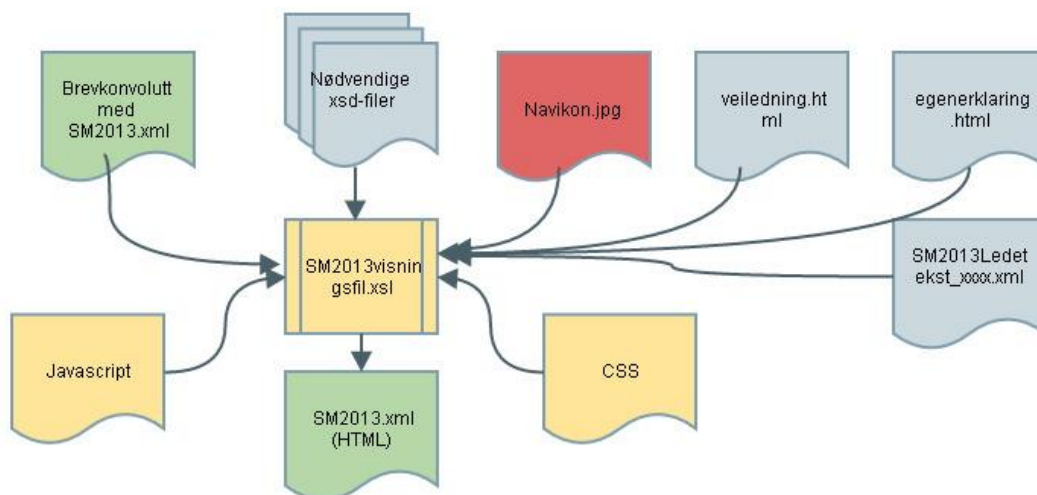 Brevkonvolutt
med
SM2013.xml
Nødvendige
xsd-filer
Navikon.jpg
veiledning.ht
ml
egenerklaring
.html
SM2013visnin
gsfil.xsl
SM2013Ledet
ekst_xxxx.xml
Javascript
CSS
SM2013.xml
(HTML)